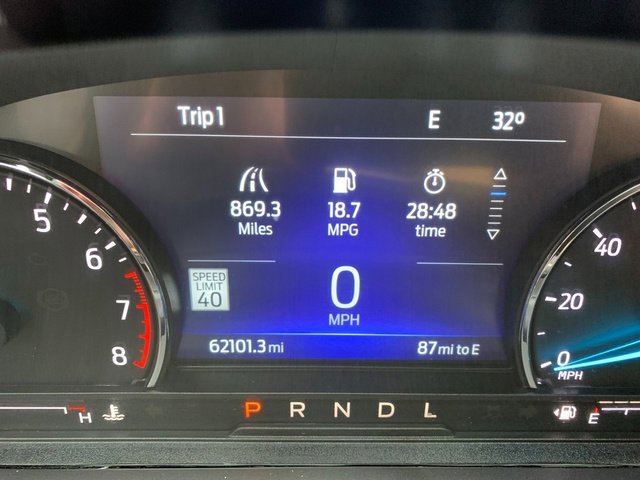 Trip 1 E 32º
869.3 18.7 28:48
Miles MPG time
SPEED
LIMIT
40
0
MPH
62101.3 mi 87 mi to E
5
6
7
8
40
20
0
MPH
H P R N D L E